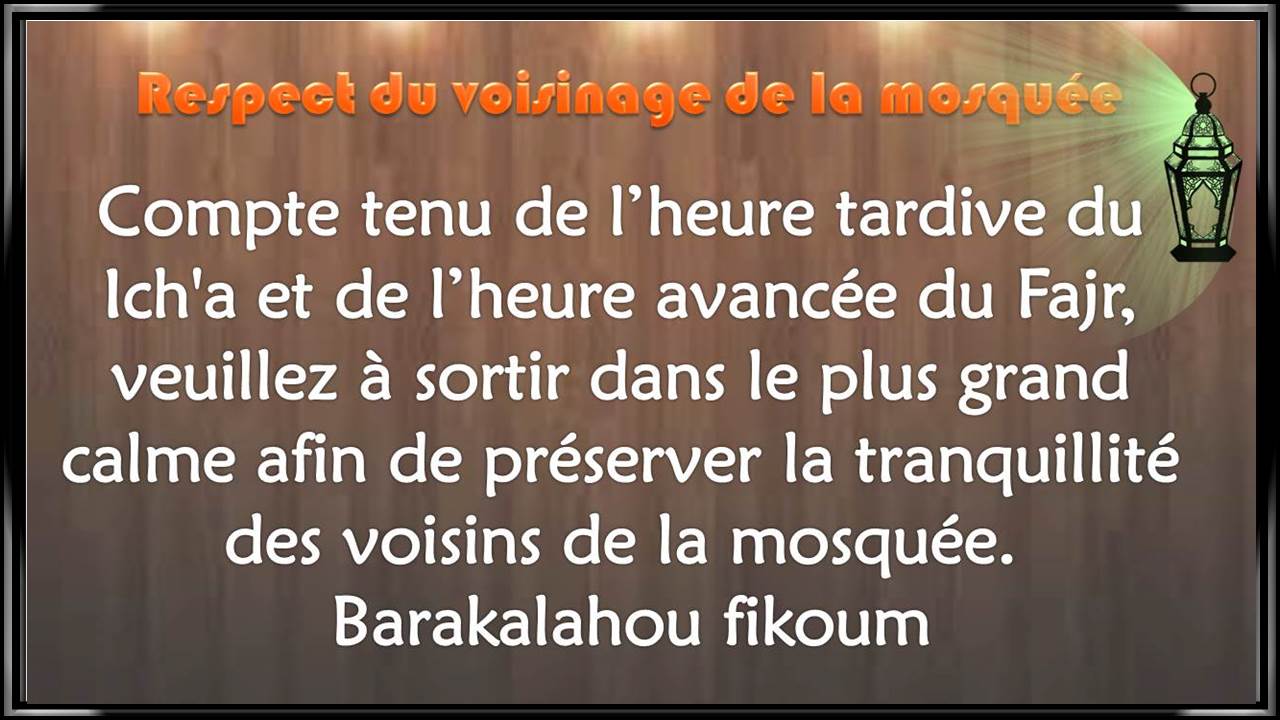 Respect du voisinage de la mosquée
Compte tenu de l’heure tardive du
Ich'a et de l’heure avancée du Fajr,
veuillez à sortir dans le plus grand
calme afin de préserver la tranquillité
des voisins de la mosquée.
Barakalahou fikoum